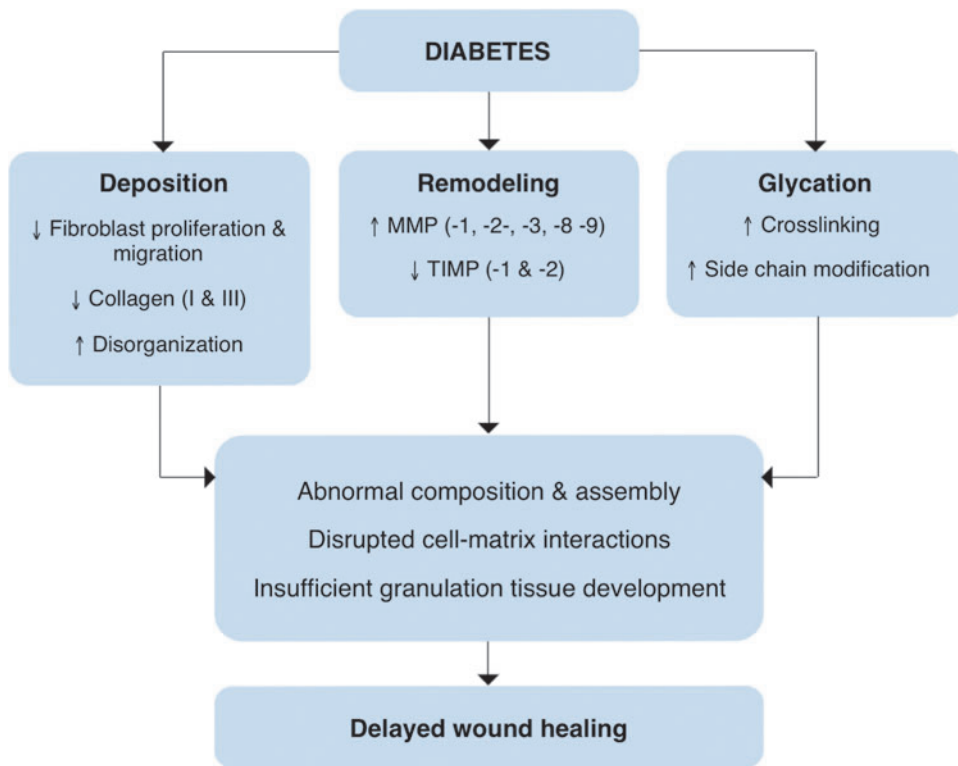 DIABETES
Deposition
↓ Fibroblast proliferation &
migration
↓ Collagen (I & III)
↑ Disorganization
Remodeling
↑ MMP (-1, -2-, -3, -8 -9)
↓ TIMP (-1 & -2)
Glycation
↑ Crosslinking
↑ Side chain modification
Abnormal composition & assembly
Disrupted cell-matrix interactions
Insufficient granulation tissue development
Delayed wound healing